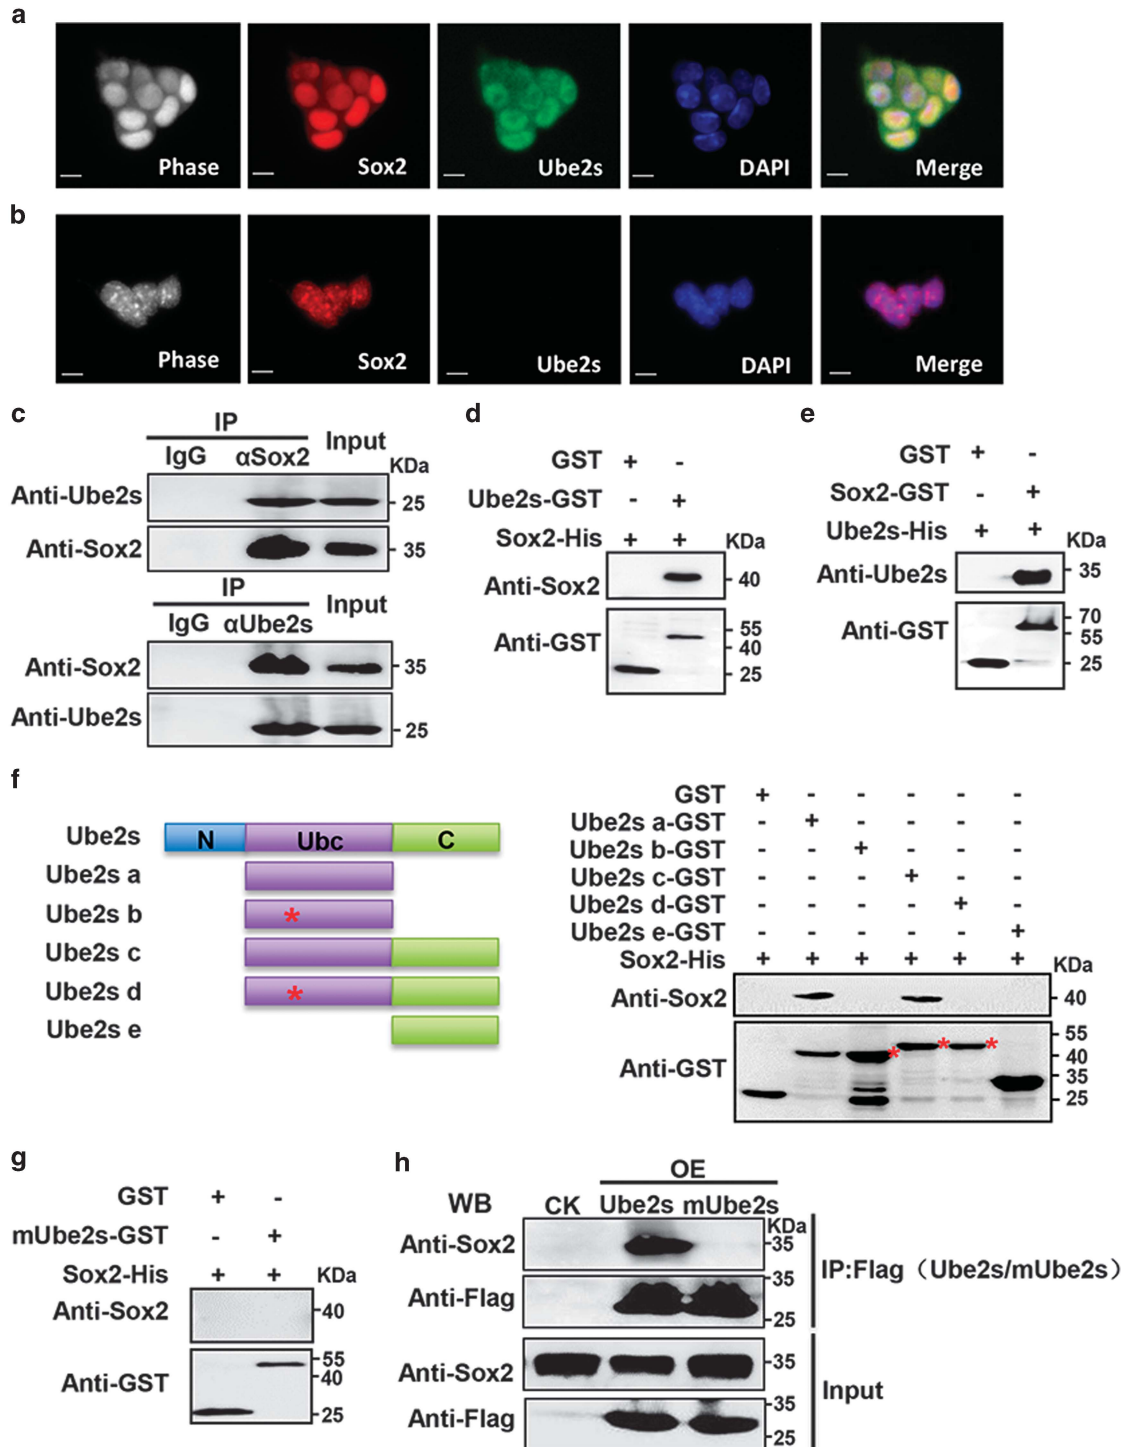 a
Phase Sox2 Ube2s DAPI Merge
b
Phase Sox2 Ube2s DAPI Merge
c
IP
IgG αSox2 Input
KDa
Anti-Ube2s 25
Anti-Sox2 35
IP
IgG αUbe2s Input
Anti-Sox2 35
Anti-Ube2s 25
d
GST + -
Ube2s-GST - +
Sox2-His + + KDa
Anti-Sox2 40
Anti-GST 55
40
25
e
GST + -
Sox2-GST - +
Ube2s-His + + KDa
Anti-Ube2s 35
Anti-GST 70
55
25
f
Ube2s N Ubc C
Ube2s a
Ube2s b *
Ube2s c
Ube2s d *
Ube2s e
GST + - - - - -
Ube2s a-GST - + - - - -
Ube2s b-GST - - + - - -
Ube2s c-GST - - - + - -
Ube2s d-GST - - - - + -
Ube2s e-GST - - - - - +
Sox2-His + + + + + + KDa
Anti-Sox2 40
Anti-GST * * * 55
40
35
25
g
GST + -
mUbe2s-GST - +
Sox2-His + + KDa
Anti-Sox2 40
Anti-GST 55
40
25
h
OE
WB CK Ube2s mUbe2s
KDa
Anti-Sox2 35
Anti-Flag 35
25
IP:Flag（Ube2s/mUbe2s）
Anti-Sox2 35
Anti-Flag 35
25
Input